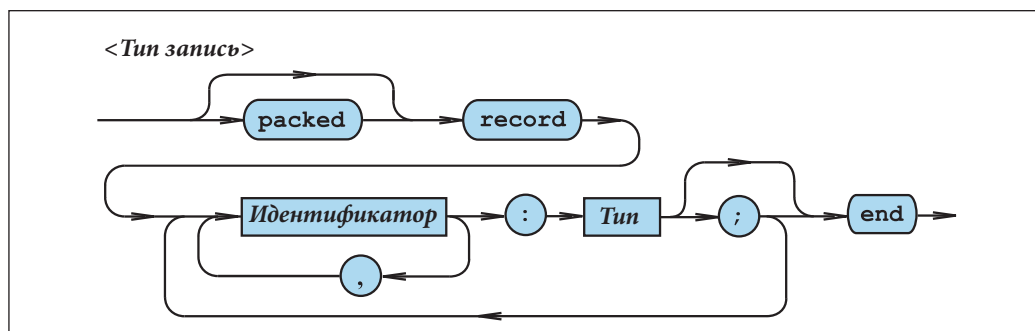 <Тип запись>
packed record
Идентификатор : Тип ; end
,